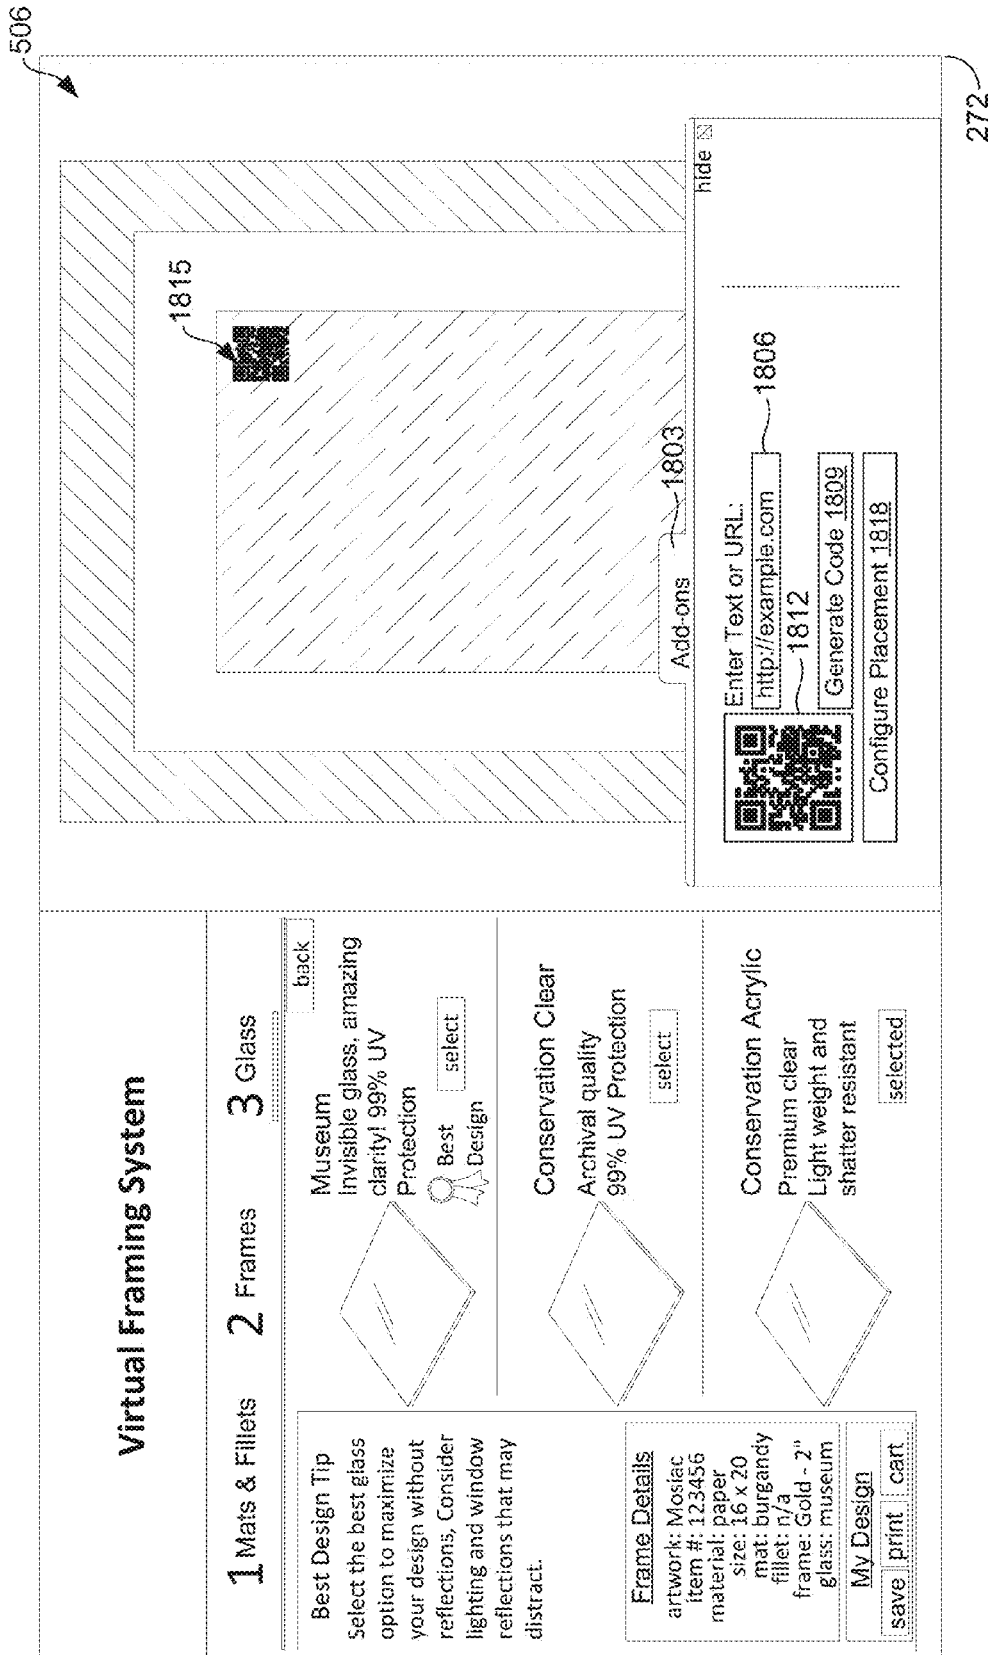 506
Virtual Framing System
1 Mats & Fillets
2 Frames
3 Glass
back
Best Design Tip
Select the best glass
option to maximize
your design without
reflections, Consider
lighting and window
reflections that may
distract.
Museum
Invisible glass, amazing
clarity! 99% UV
Protection
Best
Design
select
Conservation Clear
Archival quality
99% UV Protection
select
Conservation Acrylic
Premium clear
Light weight and
shatter resistant
selected
Frame Details
artwork: Mosiac
item #: 123456
material: paper
size: 16 x 20
mat: burgandy
fillet: n/a
frame: Gold - 2"
glass: museum
My Design
save
print
cart
1815
Add-ons
1803
hide
Enter Text or URL:
http://example.com
1806
1812
Generate Code 1809
Configure Placement 1818
272